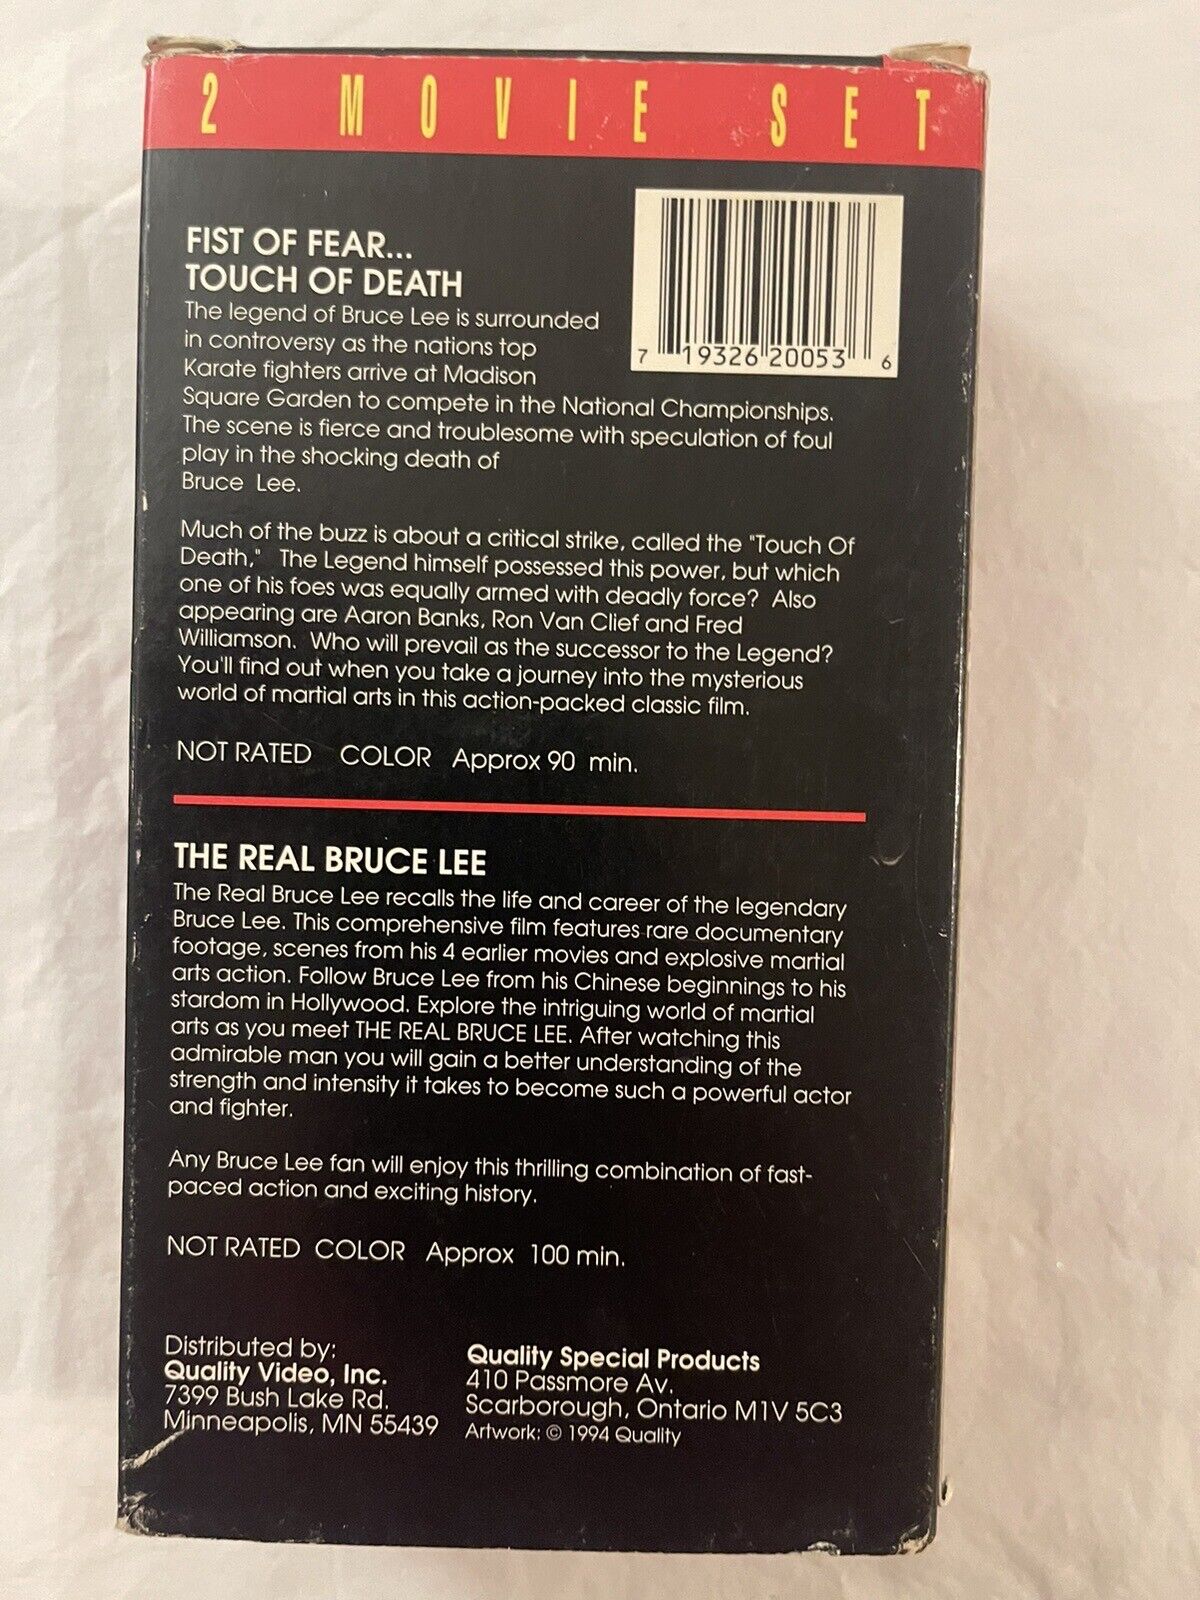 2 MOVIE SET
7 19326 20053 6
FIST OF FEAR...
TOUCH OF DEATH
The legend of Bruce Lee is surrounded
in controversy as the nations top
Karate fighters arrive at Madison
Square Garden to compete in the National Championships.
The scene is fierce and troublesome with speculation of foul
play in the shocking death of
Bruce Lee.
Much of the buzz is about a critical strike, called the "Touch Of
Death," The Legend himself possessed this power, but which
one of his foes was equally armed with deadly force? Also
appearing are Aaron Banks, Ron Van Clief and Fred
Williamson. Who will prevail as the successor to the Legend?
You'll find out when you take a journey into the mysterious
world of martial arts in this action-packed classic film.
NOT RATED COLOR Approx 90 min.
THE REAL BRUCE LEE
The Real Bruce Lee recalls the life and career of the legendary
Bruce Lee. This comprehensive film features rare documentary
footage, scenes from his 4 earlier movies and explosive martial
arts action. Follow Bruce Lee from his Chinese beginnings to his
stardom in Hollywood. Explore the intriguing world of martial
arts as you meet THE REAL BRUCE LEE. After watching this
admirable man you will gain a better understanding of the
strength and intensity it takes to become such a powerful actor
and fighter.
Any Bruce Lee fan will enjoy this thrilling combination of fast-
paced action and exciting history.
NOT RATED COLOR Approx 100 min.
Distributed by:
Quality Video, Inc.
7399 Bush Lake Rd.
Minneapolis, MN 55439
Quality Special Products
410 Passmore Av.
Scarborough, Ontario M1V 5C3
Artwork: © 1994 Quality